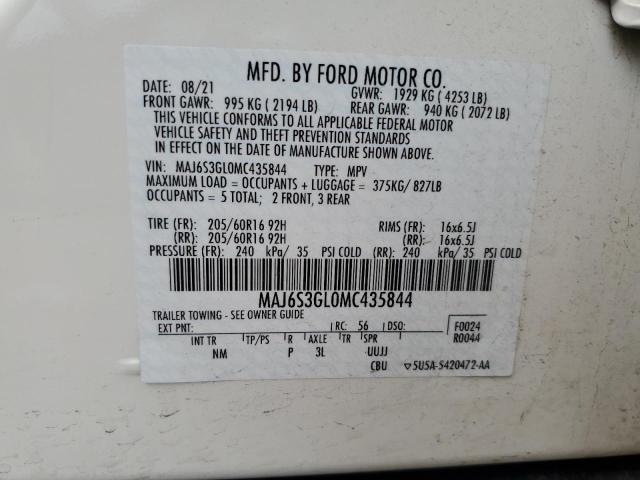 MFD. BY FORD MOTOR CO.
DATE: 08/21 GVWR: 1929 KG ( 4253 LB)
FRONT GAWR: 995 KG ( 2194 LB) REAR GAWR: 940 KG ( 2072 LB)
THIS VEHICLE CONFORMS TO ALL APPLICABLE FEDERAL MOTOR
VEHICLE SAFETY AND THEFT PREVENTION STANDARDS
IN EFFECT ON THE DATE OF MANUFACTURE SHOWN ABOVE.
VIN: MAJ6S3GL0MC435844 TYPE: MPV
MAXIMUM LOAD = OCCUPANTS + LUGGAGE = 375KG/ 827LB
OCCUPANTS = 5 TOTAL; 2 FRONT, 3 REAR
TIRE (FR): 205/60R16 92H RIMS (FR): 16x6.5J
(RR): 205/60R16 92H (RR): 16x6.5J
PRESSURE (FR): 240 kPa/ 35 PSI COLD (RR): 240 kPa/ 35 PSI COLD
MAJ6S3GL0MC435844
TRAILER TOWING - SEE OWNER GUIDE
EXT PNT: RC: 56 DSO: F0024
R0044
INT TR TP/PS R AXLE TR SPR
NM P 3L UUJJ
CBU ▽5U5A-5420472-AA